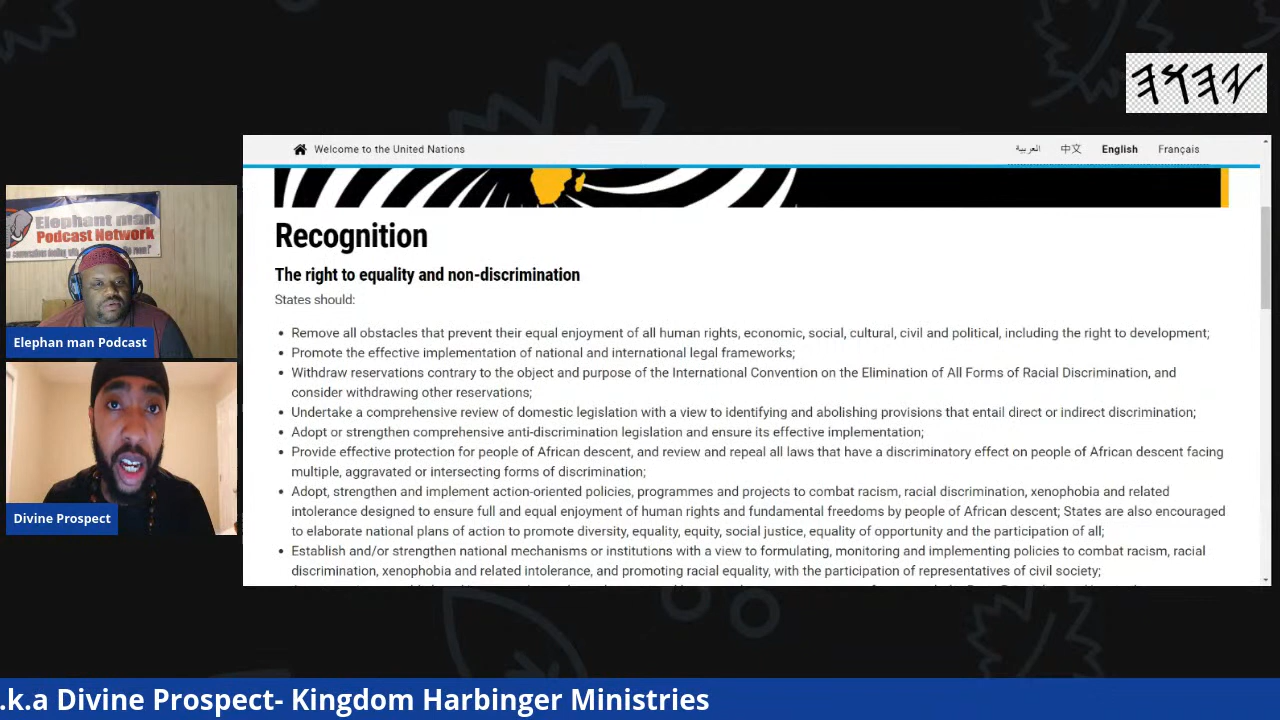 𐤉𐤄𐤅𐤄
Welcome to the United Nations
العربية 中文 English Français
Elephant man
Podcast Network
Recognition
The right to equality and non-discrimination
States should:
• Remove all obstacles that prevent their equal enjoyment of all human rights, economic, social, cultural, civil and political, including the right to development;
• Promote the effective implementation of national and international legal frameworks;
• Withdraw reservations contrary to the object and purpose of the International Convention on the Elimination of All Forms of Racial Discrimination, and
consider withdrawing other reservations;
• Undertake a comprehensive review of domestic legislation with a view to identifying and abolishing provisions that entail direct or indirect discrimination;
• Adopt or strengthen comprehensive anti-discrimination legislation and ensure its effective implementation;
• Provide effective protection for people of African descent, and review and repeal all laws that have a discriminatory effect on people of African descent facing
multiple, aggravated or intersecting forms of discrimination;
• Adopt, strengthen and implement action-oriented policies, programmes and projects to combat racism, racial discrimination, xenophobia and related
intolerance designed to ensure full and equal enjoyment of human rights and fundamental freedoms by people of African descent; States are also encouraged
to elaborate national plans of action to promote diversity, equality, equity, social justice, equality of opportunity and the participation of all;
• Establish and/or strengthen national mechanisms or institutions with a view to formulating, monitoring and implementing policies to combat racism, racial
discrimination, xenophobia and related intolerance, and promoting racial equality, with the participation of representatives of civil society;
Elephan man Podcast
Divine Prospect
.k.a Divine Prospect- Kingdom Harbinger Ministries